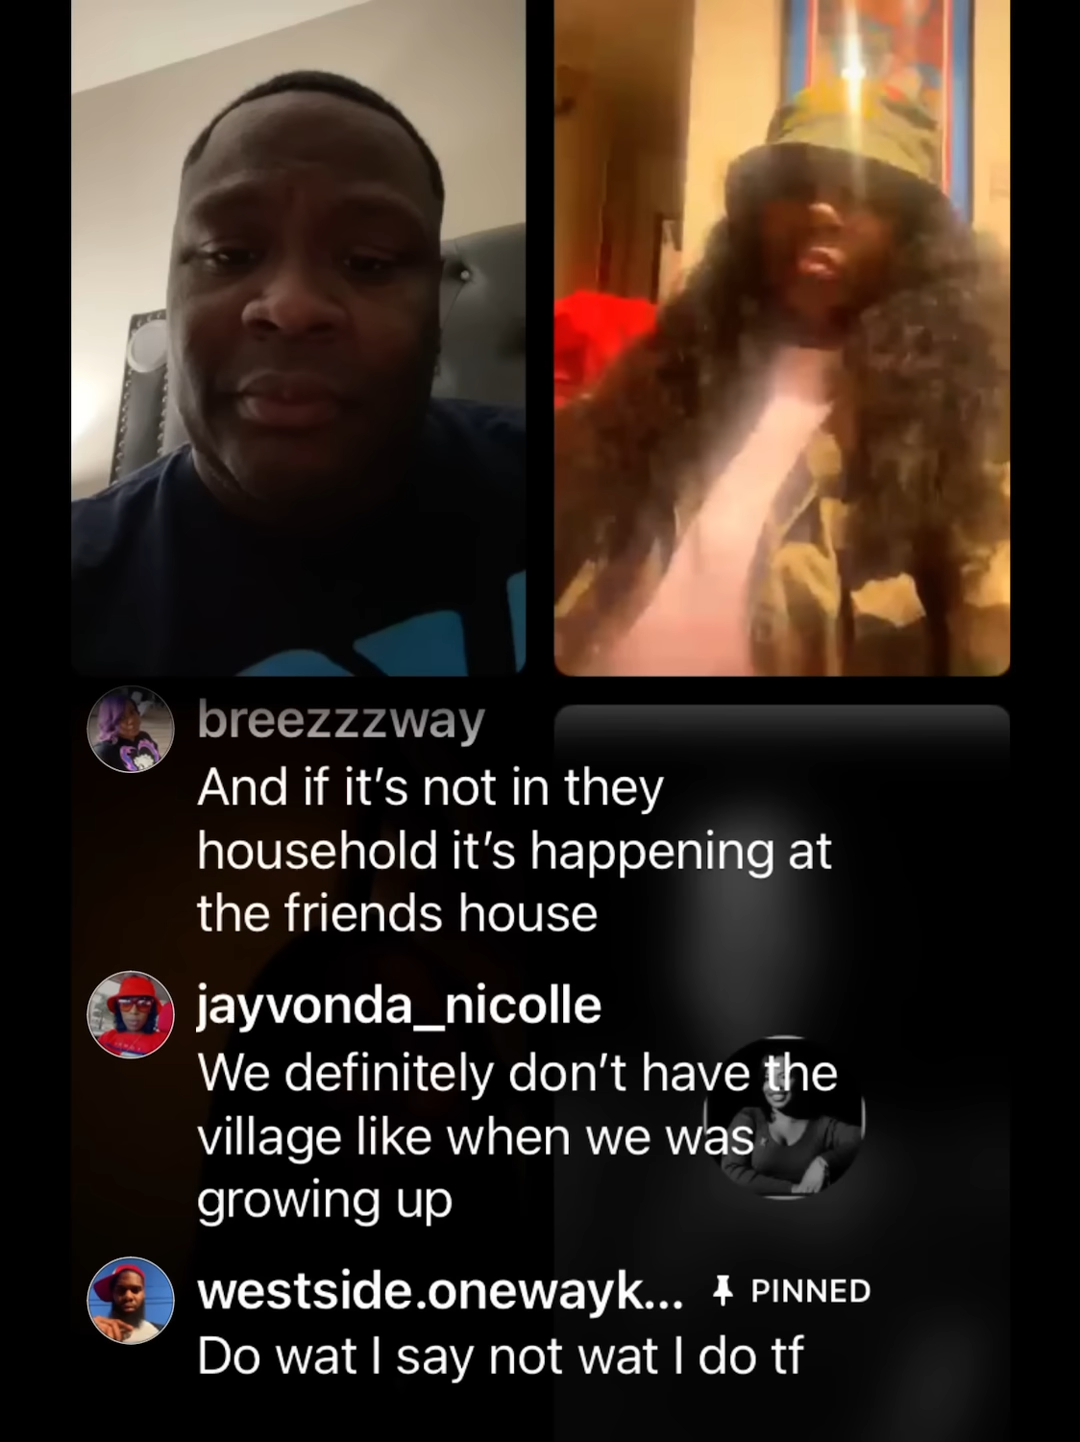 breezzzway
And if it’s not in they
household it’s happening at
the friends house
jayvonda_nicolle
We definitely don’t have the
village like when we was
growing up
westside.onewayk... PINNED
Do wat I say not wat I do tf